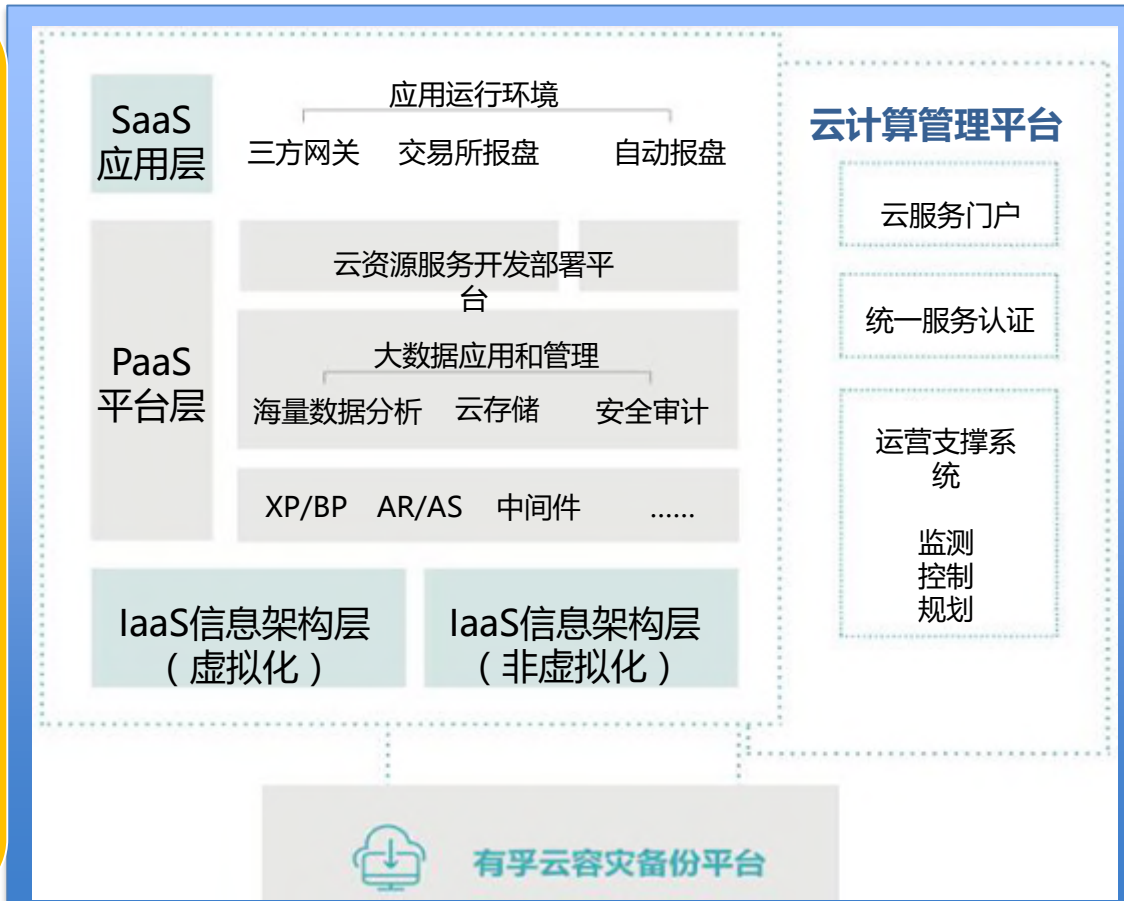 SaaS
应用层
应用运行环境
三方网关 交易所报盘 自动报盘
PaaS
平台层
云资源服务开发部署平
台
大数据应用和管理
海量数据分析 云存储 安全审计
XP/BP AR/AS 中间件 ......
IaaS信息架构层
（虚拟化）
IaaS信息架构层
（非虚拟化）
云计算管理平台
云服务门户
统一服务认证
运营支撑系
统
监测
控制
规划
有孚云容灾备份平台